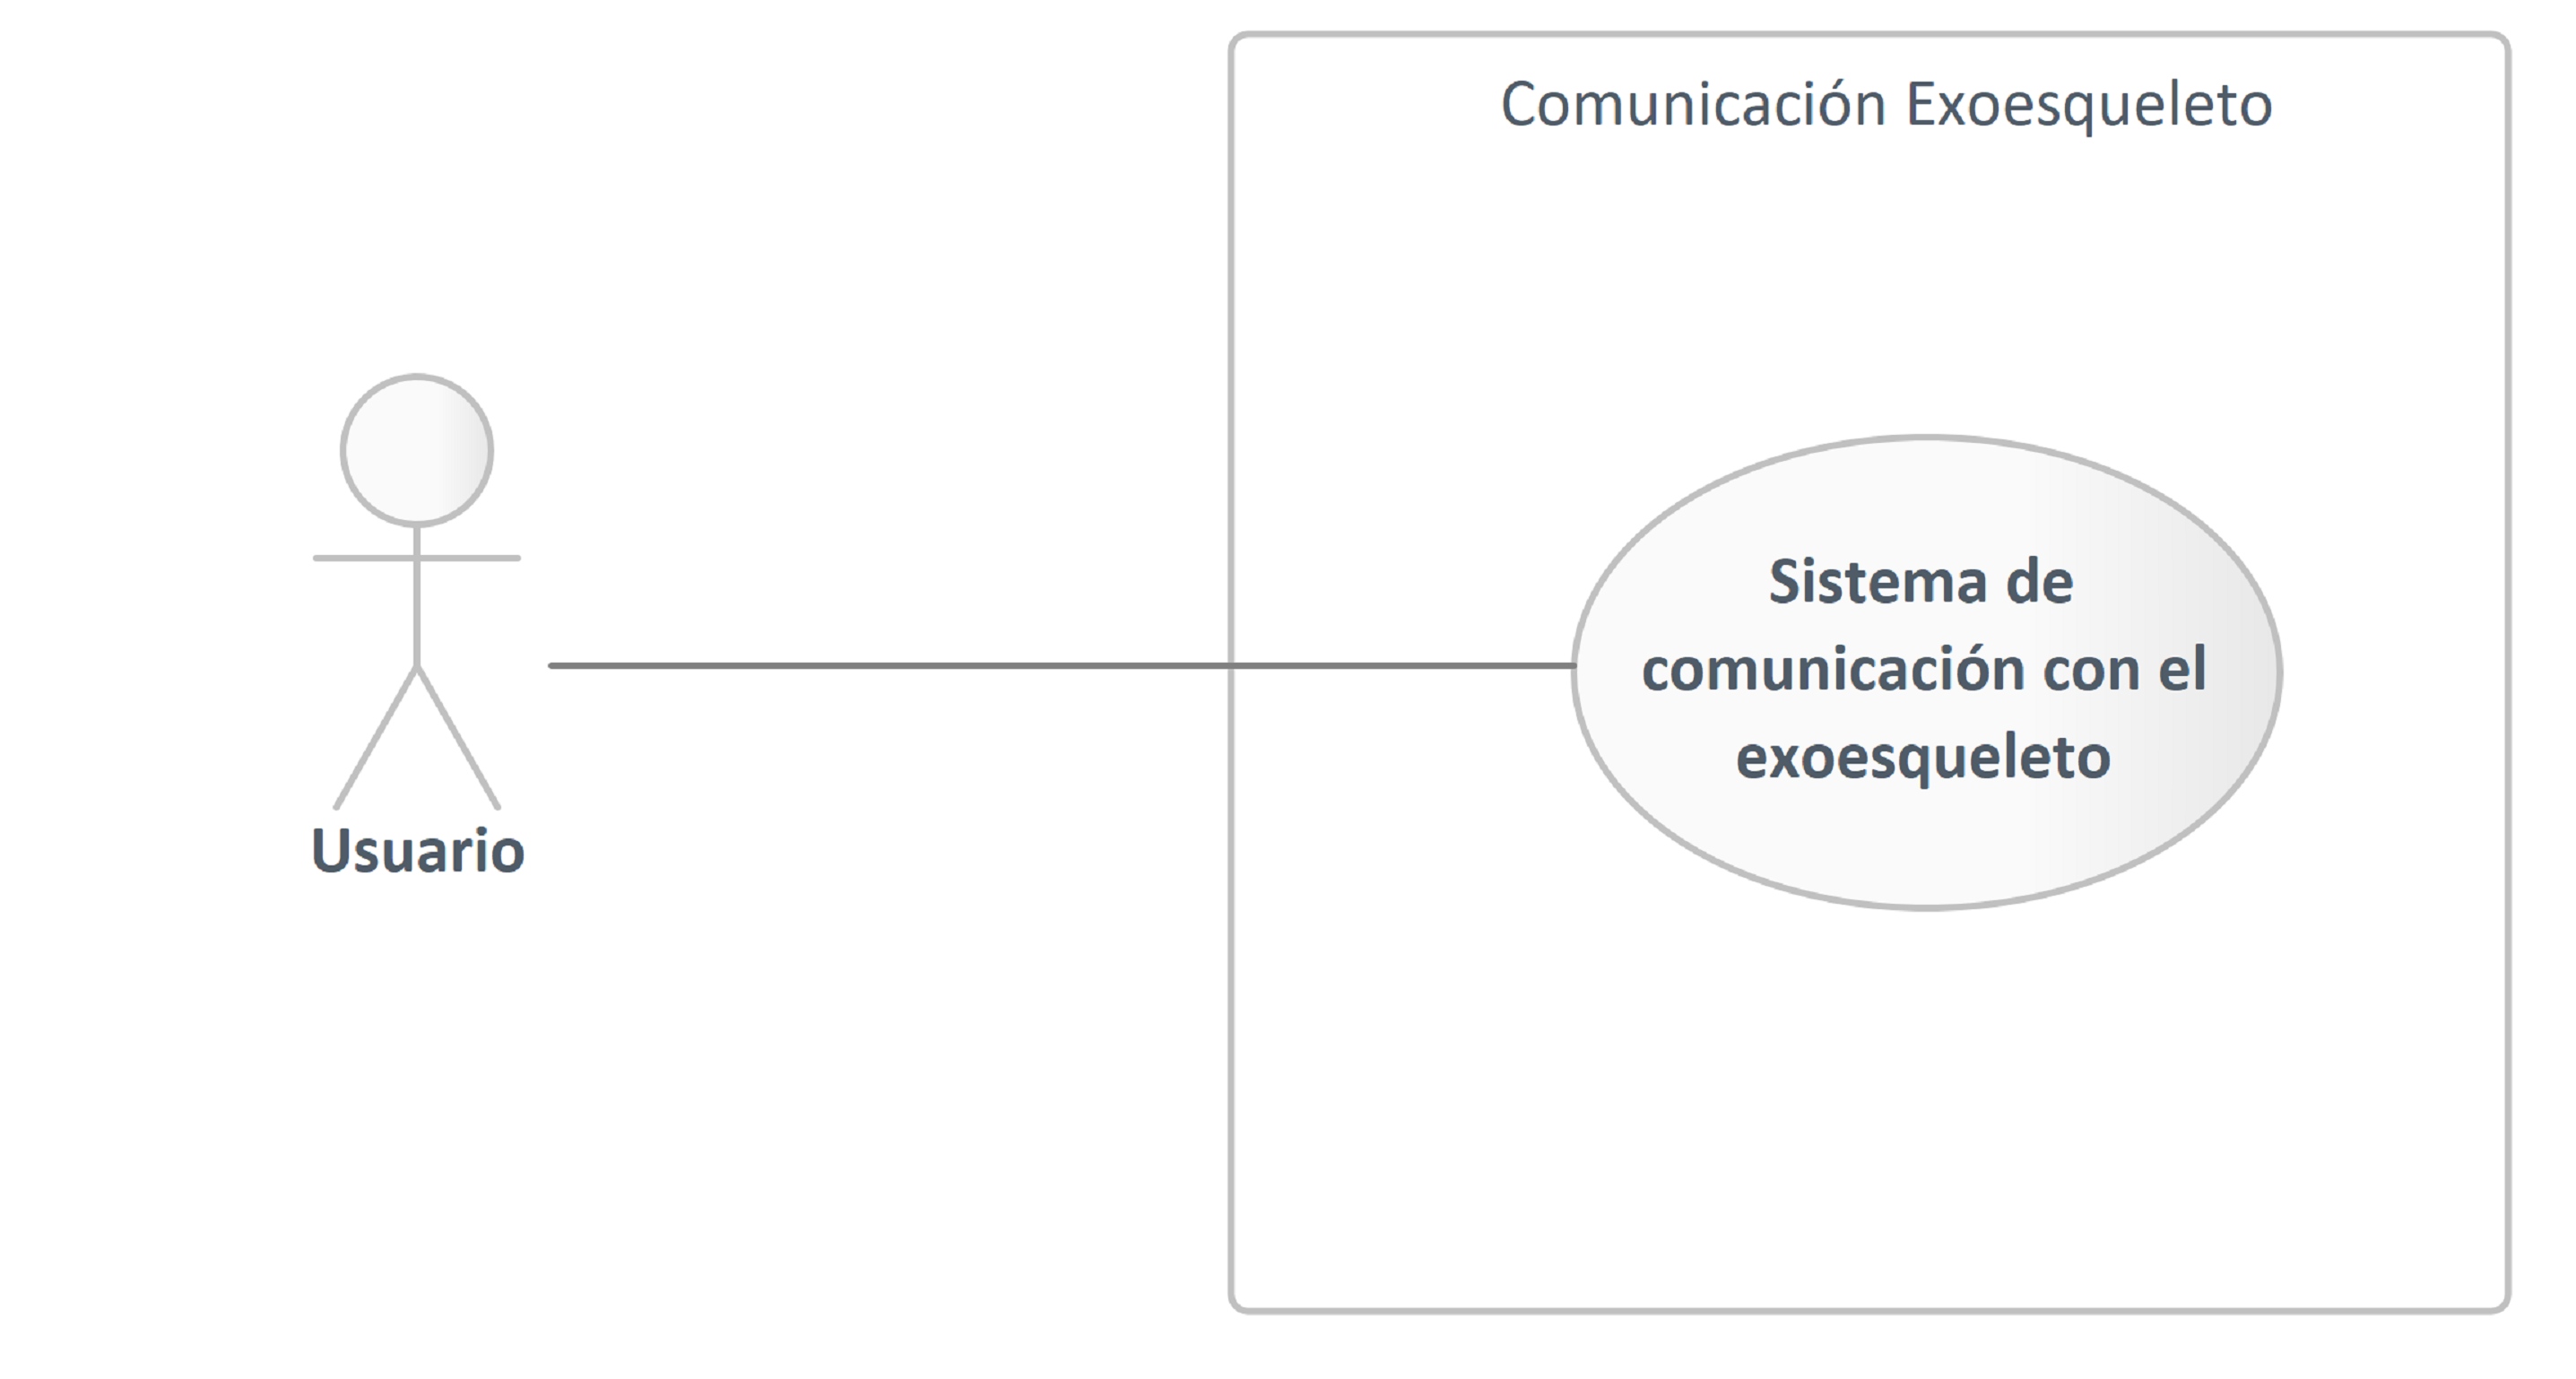 Comunicación Exoesqueleto
Sistema de
comunicación con el
exoesqueleto
Usuario